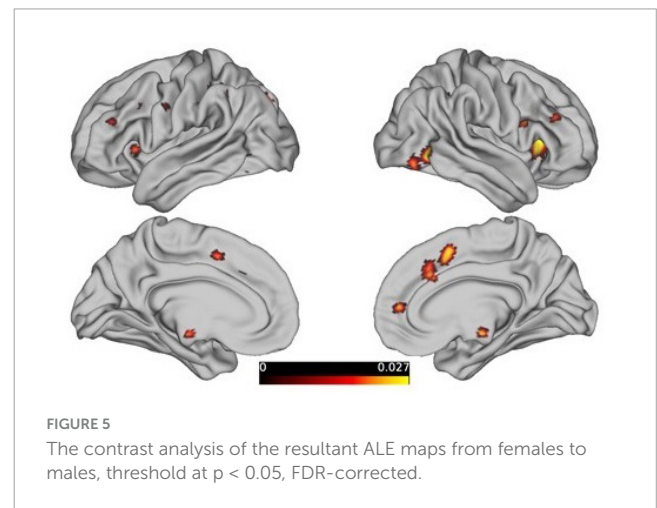 0
0.027
FIGURE 5
The contrast analysis of the resultant ALE maps from females to
males, threshold at p < 0.05, FDR-corrected.